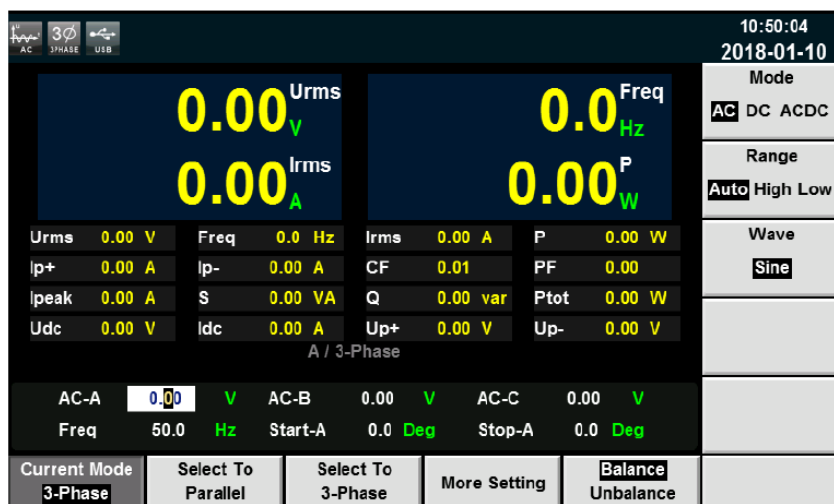 AC 3∅ 3PHASE USB
10:50:04
2018-01-10
0.00 Urms V
0.0 Freq Hz
0.00 Irms A
0.00 P W
Urms 0.00 V Freq 0.0 Hz Irms 0.00 A P 0.00 W
Ip+ 0.00 A Ip- 0.00 A CF 0.01 PF 0.00
Ipeak 0.00 A S 0.00 VA Q 0.00 var Ptot 0.00 W
Udc 0.00 V Idc 0.00 A Up+ 0.00 V Up- 0.00 V
A / 3-Phase
AC-A 0.00 V AC-B 0.00 V AC-C 0.00 V
Freq 50.0 Hz Start-A 0.0 Deg Stop-A 0.0 Deg
Mode
AC DC ACDC
Range
Auto High Low
Wave
Sine
Current Mode
3-Phase
Select To
Parallel
Select To
3-Phase
More Setting
Balance
Unbalance